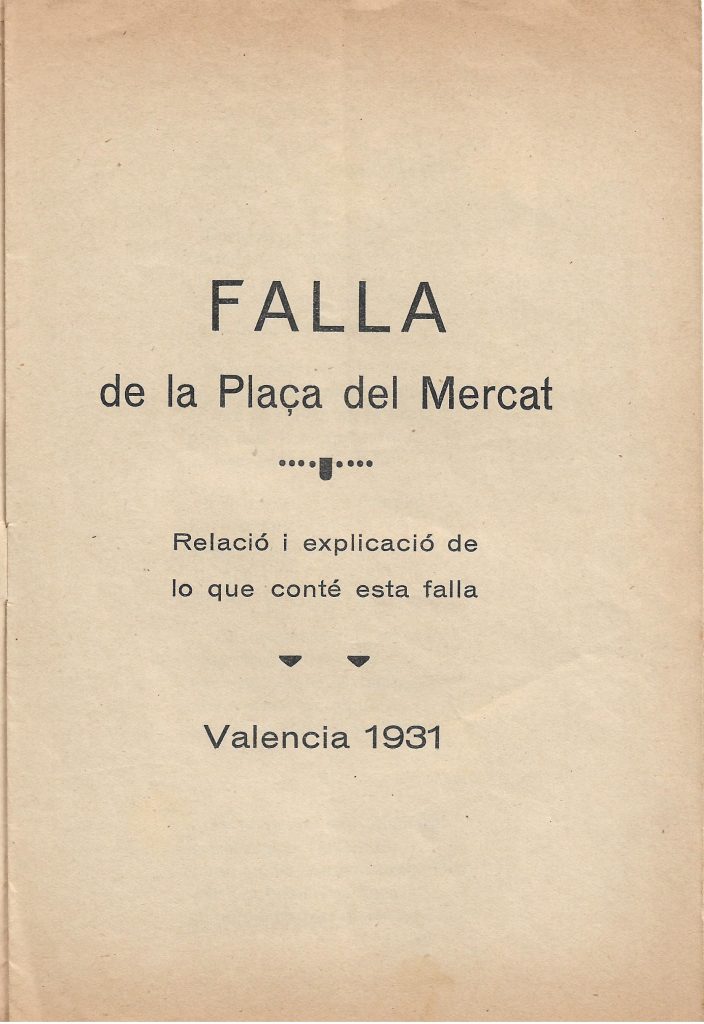 FALLA
de la Plaça del Mercat
Relació i explicació de
lo que conté esta falla
Valencia 1931